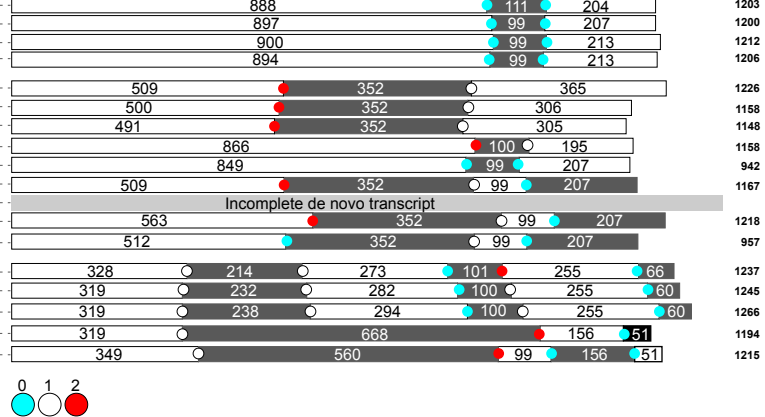 888 111 204 1203
897 99 207 1200
900 99 213 1212
894 99 213 1206
509 352 365 1226
500 352 306 1158
491 352 305 1148
866 100 195 1158
849 99 207 942
509 352 99 207 1167
Incomplete de novo transcript
563 352 99 207 1218
512 352 99 207 957
328 214 273 101 255 66 1237
319 232 282 100 255 60 1245
319 238 294 100 255 60 1266
319 668 156 51 1194
349 560 99 156 51 1215
0 1 2